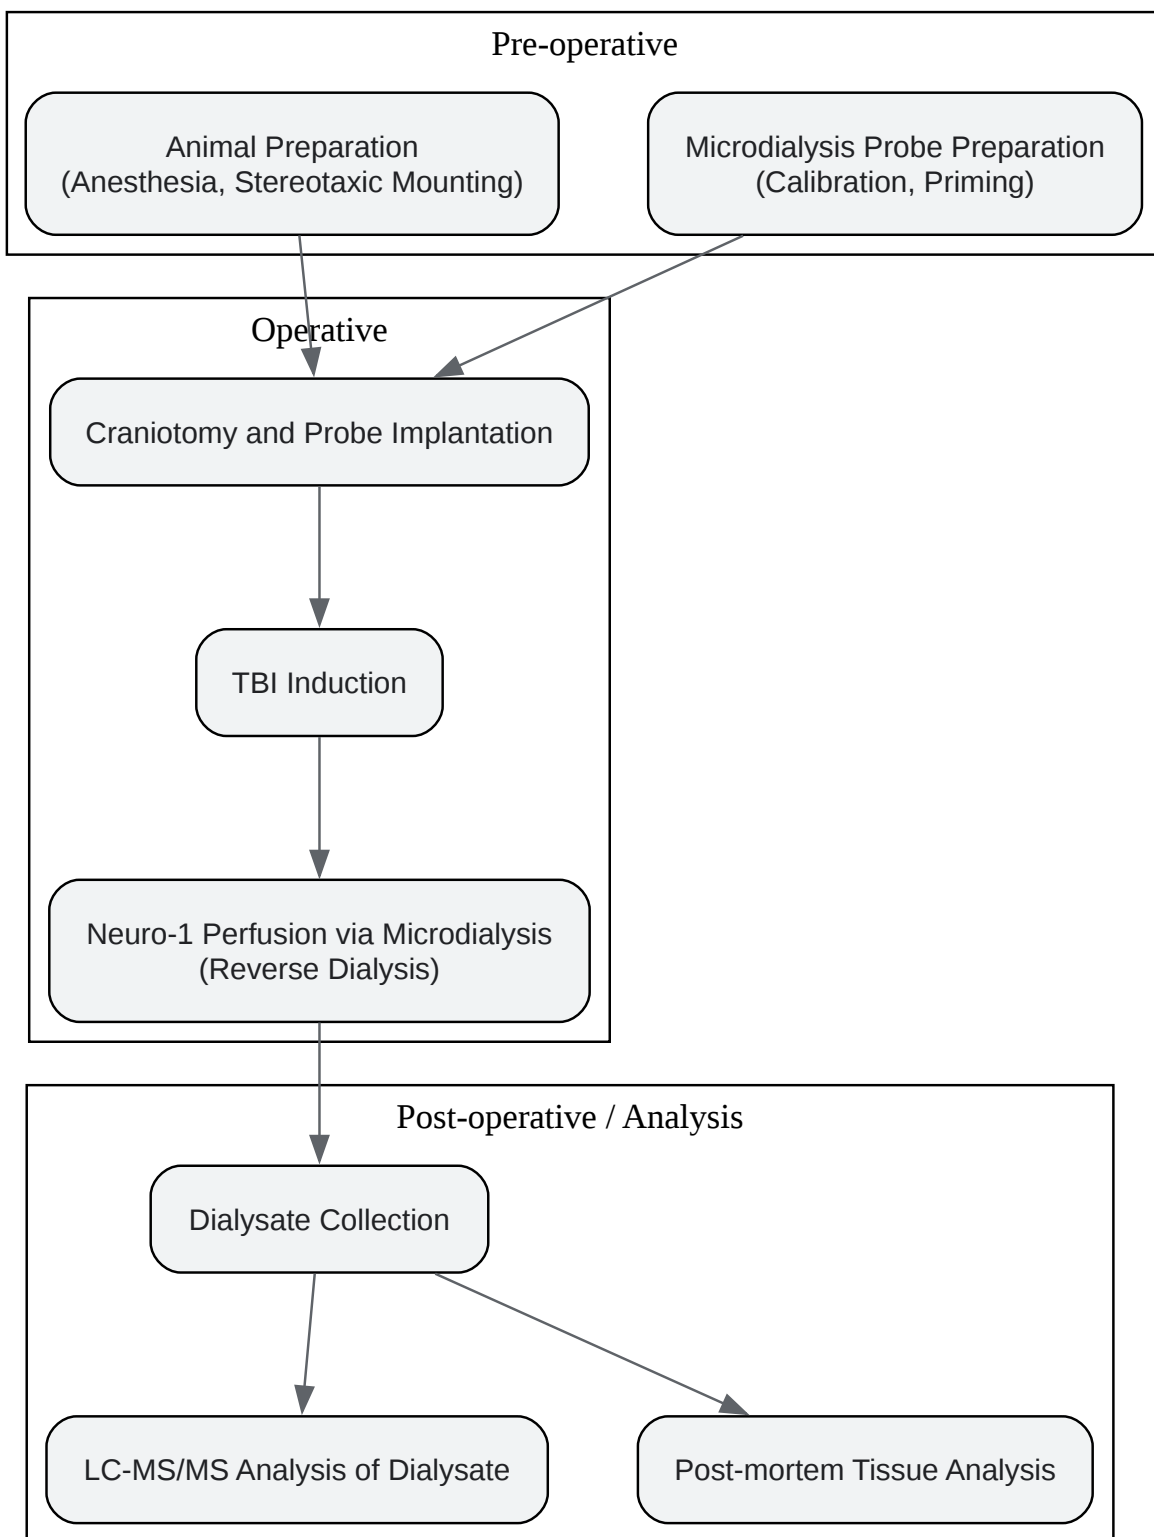 Pre-operative
Animal Preparation
(Anesthesia, Stereotaxic Mounting)
Microdialysis Probe Preparation
(Calibration, Priming)
Operative
Craniotomy and Probe Implantation
TBI Induction
Neuro-1 Perfusion via Microdialysis
(Reverse Dialysis)
Post-operative / Analysis
Dialysate Collection
LC-MS/MS Analysis of Dialysate
Post-mortem Tissue Analysis